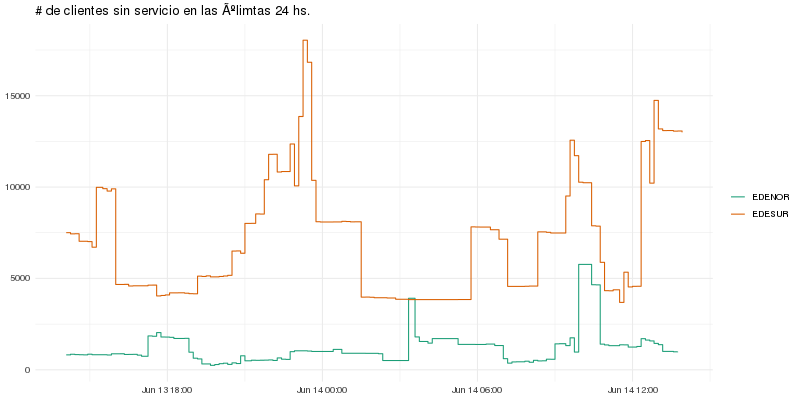 # de clientes sin servicio en las Ãºlimtas 24 hs.
15000
10000
5000
0
Jun 13 18:00
Jun 14 00:00
Jun 14 06:00
Jun 14 12:00
EDENOR
EDESUR